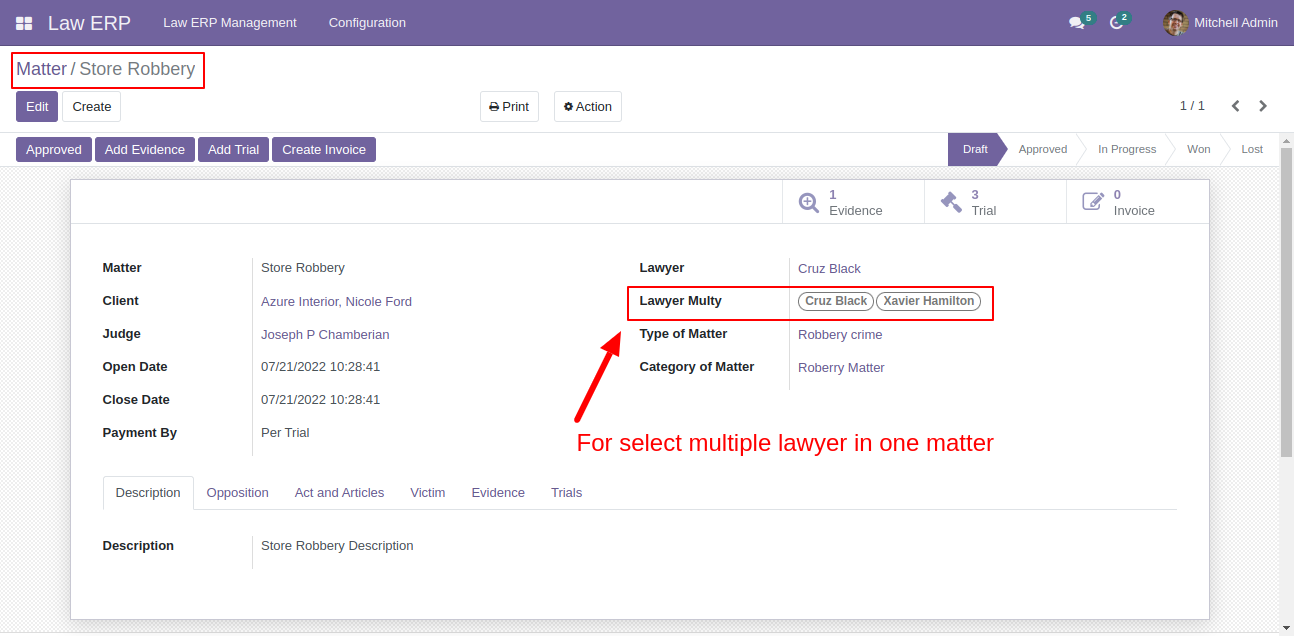 Law ERP Law ERP Management Configuration 5 2 Mitchell Admin
Matter / Store Robbery
Edit Create Print Action 1 / 1
Approved Add Evidence Add Trial Create Invoice Draft Approved In Progress Won Lost
1 Evidence 3 Trial 0 Invoice
Matter Store Robbery Lawyer Cruz Black
Client Azure Interior, Nicole Ford Lawyer Multy Cruz Black Xavier Hamilton
Judge Joseph P Chamberian Type of Matter Robbery crime
Open Date 07/21/2022 10:28:41 Category of Matter Roberry Matter
Close Date 07/21/2022 10:28:41
Payment By Per Trial
For select multiple lawyer in one matter
Description Opposition Act and Articles Victim Evidence Trials
Description Store Robbery Description